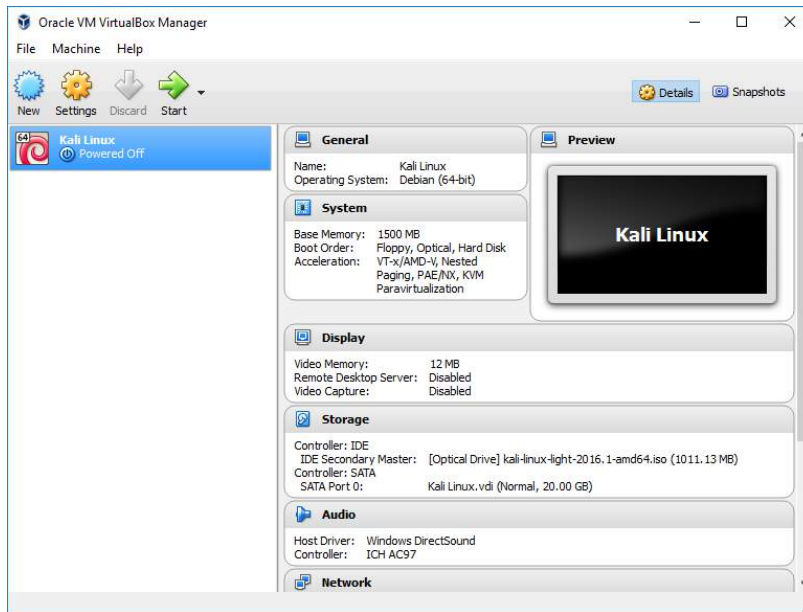 Oracle VM VirtualBox Manager
File Machine Help
New Settings Discard Start
Details Snapshots
64
Kali Linux
Powered Off
General
Name: Kali Linux
Operating System: Debian (64-bit)
System
Base Memory: 1500 MB
Boot Order: Floppy, Optical, Hard Disk
Acceleration: VT-x/AMD-V, Nested
Paging, PAE/NX, KVM
Paravirtualization
Preview
Kali Linux
Display
Video Memory: 12 MB
Remote Desktop Server: Disabled
Video Capture: Disabled
Storage
Controller: IDE
IDE Secondary Master: [Optical Drive] kali-linux-light-2016.1-amd64.iso (1011.13 MB)
Controller: SATA
SATA Port 0: Kali Linux.vdi (Normal, 20.00 GB)
Audio
Host Driver: Windows DirectSound
Controller: ICH AC97
Network